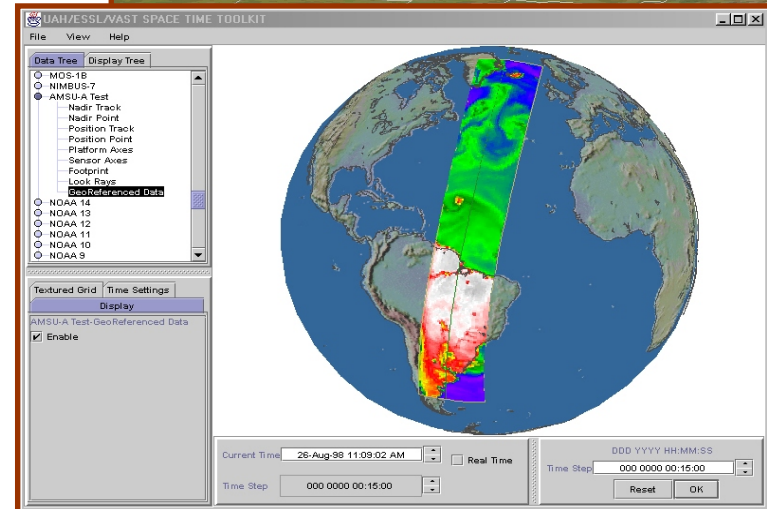 UAH/ESSL/VAST SPACE TIME TOOLKIT
File View Help
Data Tree Display Tree
MOS-1B
NIMBUS-7
AMSU-A Test
Nadir Track
Nadir Point
Position Track
Position Point
Platform Axes
Sensor Axes
Footprint
Look Rays
GeoReferenced Data
NOAA 14
NOAA 13
NOAA 12
NOAA 11
NOAA 10
NOAA 9
Textured Grid Time Settings
Display
AMSU-A Test-GeoReferenced Data
Enable
Current Time 26-Aug-98 11:09:02 AM Real Time
Time Step 000 0000 00:15:00
DDD YYYY HH:MM:SS
Time Step 000 0000 00:15:00
Reset OK